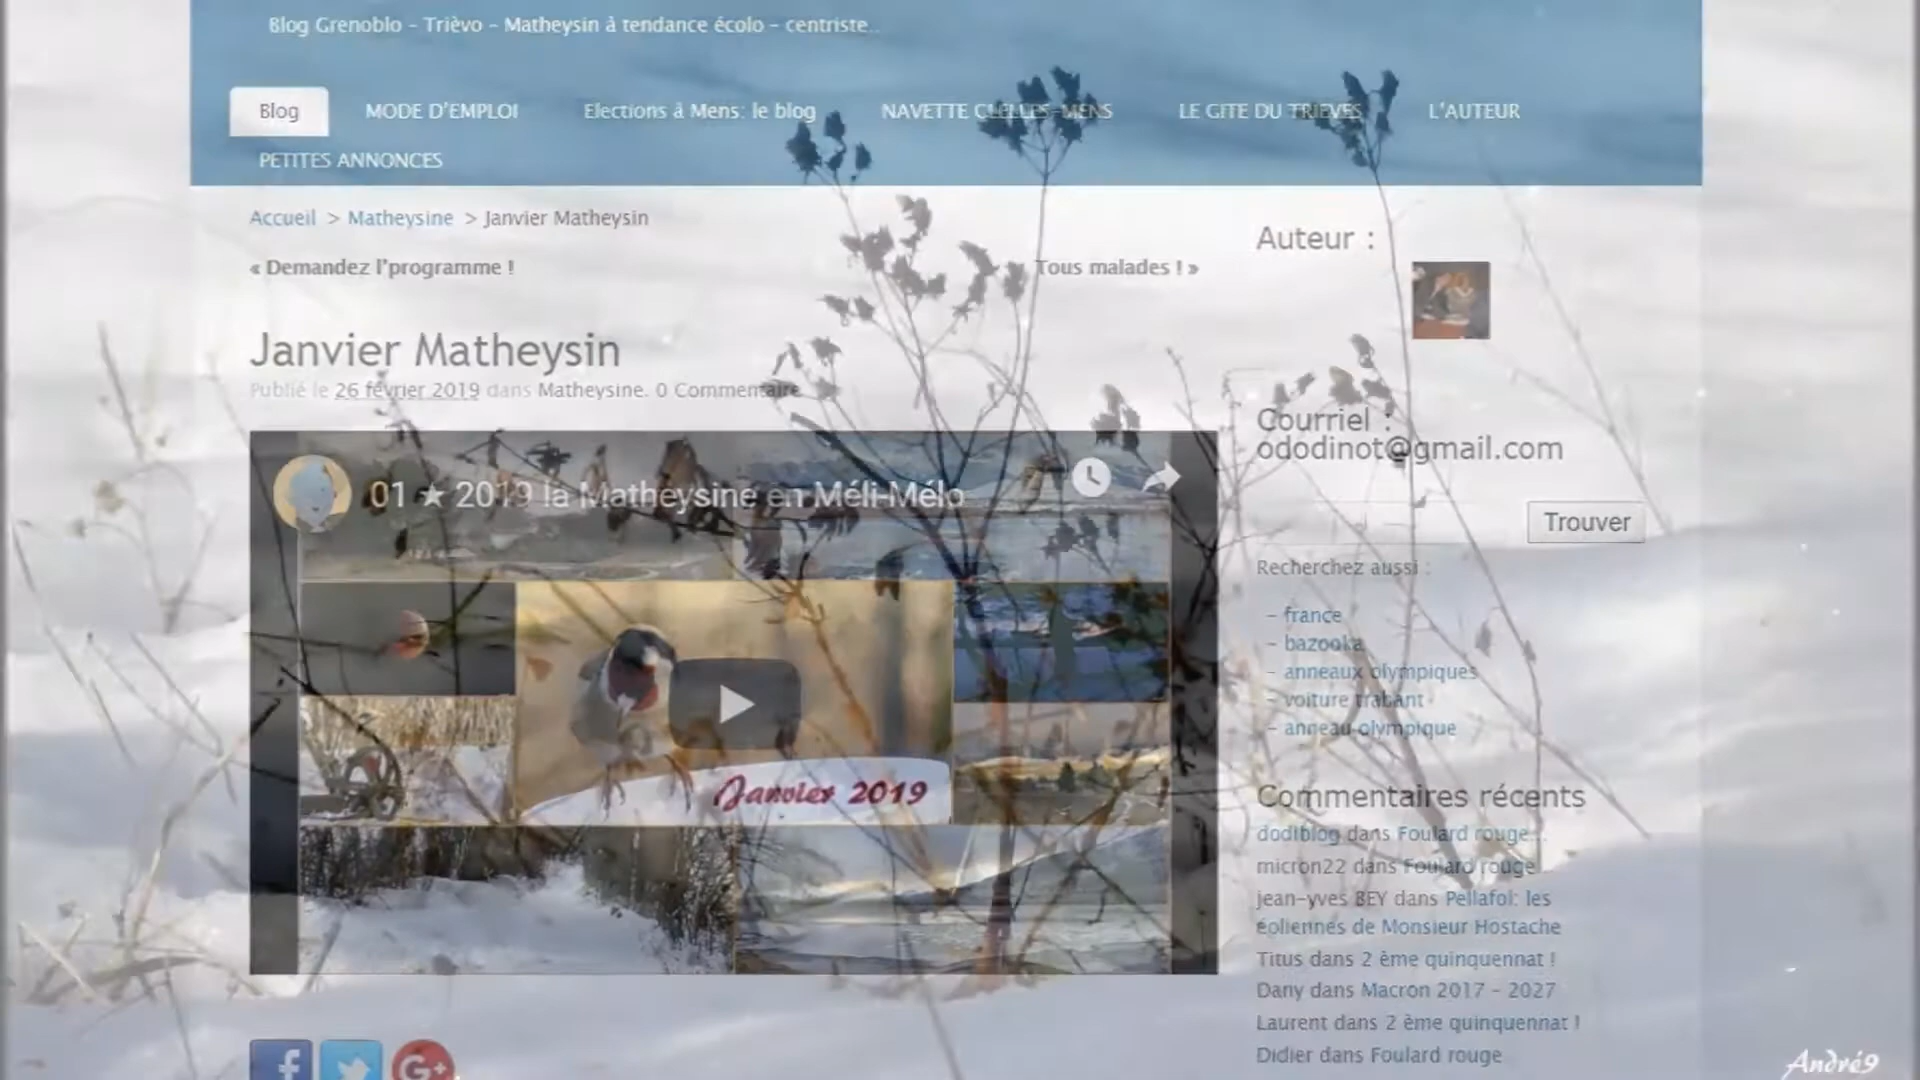 Blog Grenoblo - Trièvo - Matheysin à tendance écolo - centriste..
Blog
MODE D'EMPLOI
Elections à Mens: le blog
NAVETTE CLELLES-MENS
LE GITE DU TRIEVES
L'AUTEUR
PETITES ANNONCES
Accueil > Matheysine > Janvier Matheysin
« Demandez l'programme !
Tous malades ! »
Janvier Matheysin
Publié le 26 février 2019 dans Matheysine. 0 Commentaire
01 ★ 2019 la Matheysine en Méli-Mélo
Janvier 2019
Auteur :
Courriel :
ododinot@gmail.com
Trouver
Recherchez aussi :
- france
- bazooka
- anneaux olympiques
- voiture trabant
- anneau olympique
Commentaires récents
dodiblog dans Foulard rouge...
micron22 dans Foulard rouge...
jean-yves BEY dans Pellafol: les
éoliennes de Monsieur Hostache
Titus dans 2 ème quinquennat !
Dany dans Macron 2017 - 2027
Laurent dans 2 ème quinquennat !
Didier dans Foulard rouge
f
G+
André9